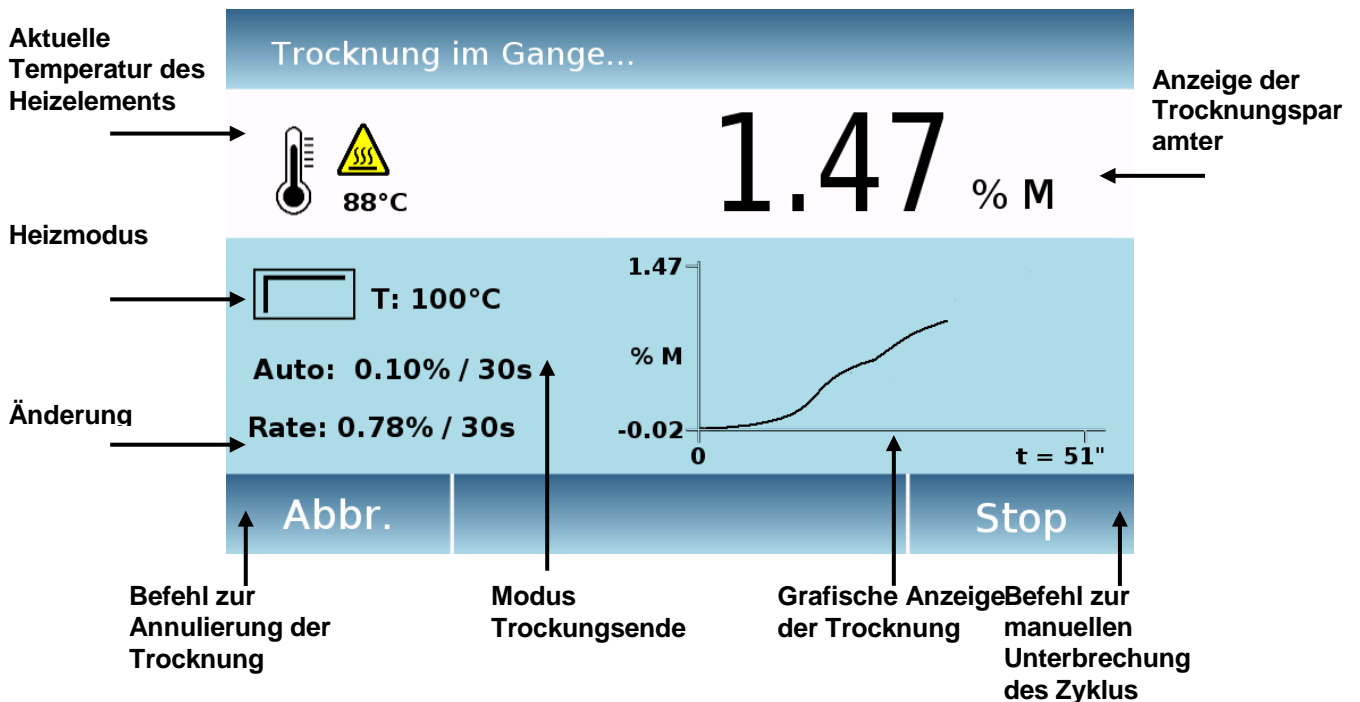 Aktuelle
Temperatur des
Heizelements
Trocknung im Gange...
Anzeige der
Trocknungspar
amter
88°C
1.47 % M
Heizmodus
T: 100°C
Auto: 0.10% / 30s
Änderung
Rate: 0.78% / 30s
1.47
% M
-0.02
0
t = 51"
Abbr.
Stop
Befehl zur
Annulierung der
Trocknung
Modus
Trockungsende
Grafische Anzeige
der Trocknung
Befehl zur
manuellen
Unterbrechung
des Zyklus